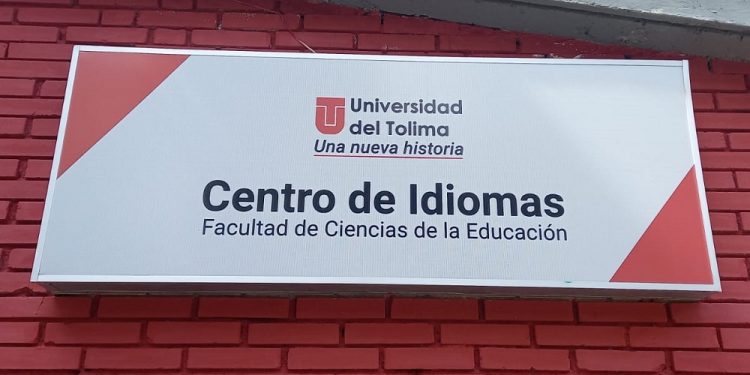 Universidad
del Tolima
Una nueva historia
Centro de Idiomas
Facultad de Ciencias de la Educación